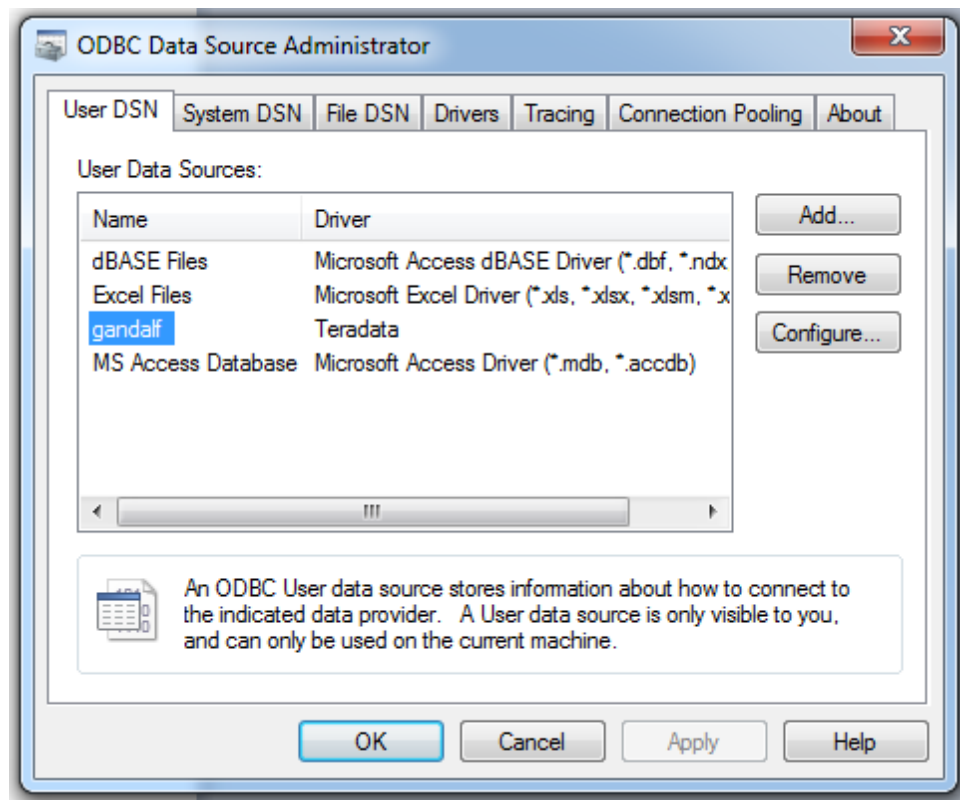 ODBC Data Source Administrator
User DSN System DSN File DSN Drivers Tracing Connection Pooling About
User Data Sources:
Name Driver
Add...
dBASE Files Microsoft Access dBASE Driver (*.dbf, *.ndx
Remove
Excel Files Microsoft Excel Driver (*.xls, *.xlsx, *.xlsm, *.x
gandalf Teradata
Configure...
MS Access Database Microsoft Access Driver (*.mdb, *.accdb)
An ODBC User data source stores information about how to connect to
the indicated data provider. A User data source is only visible to you,
and can only be used on the current machine.
OK Cancel Apply Help